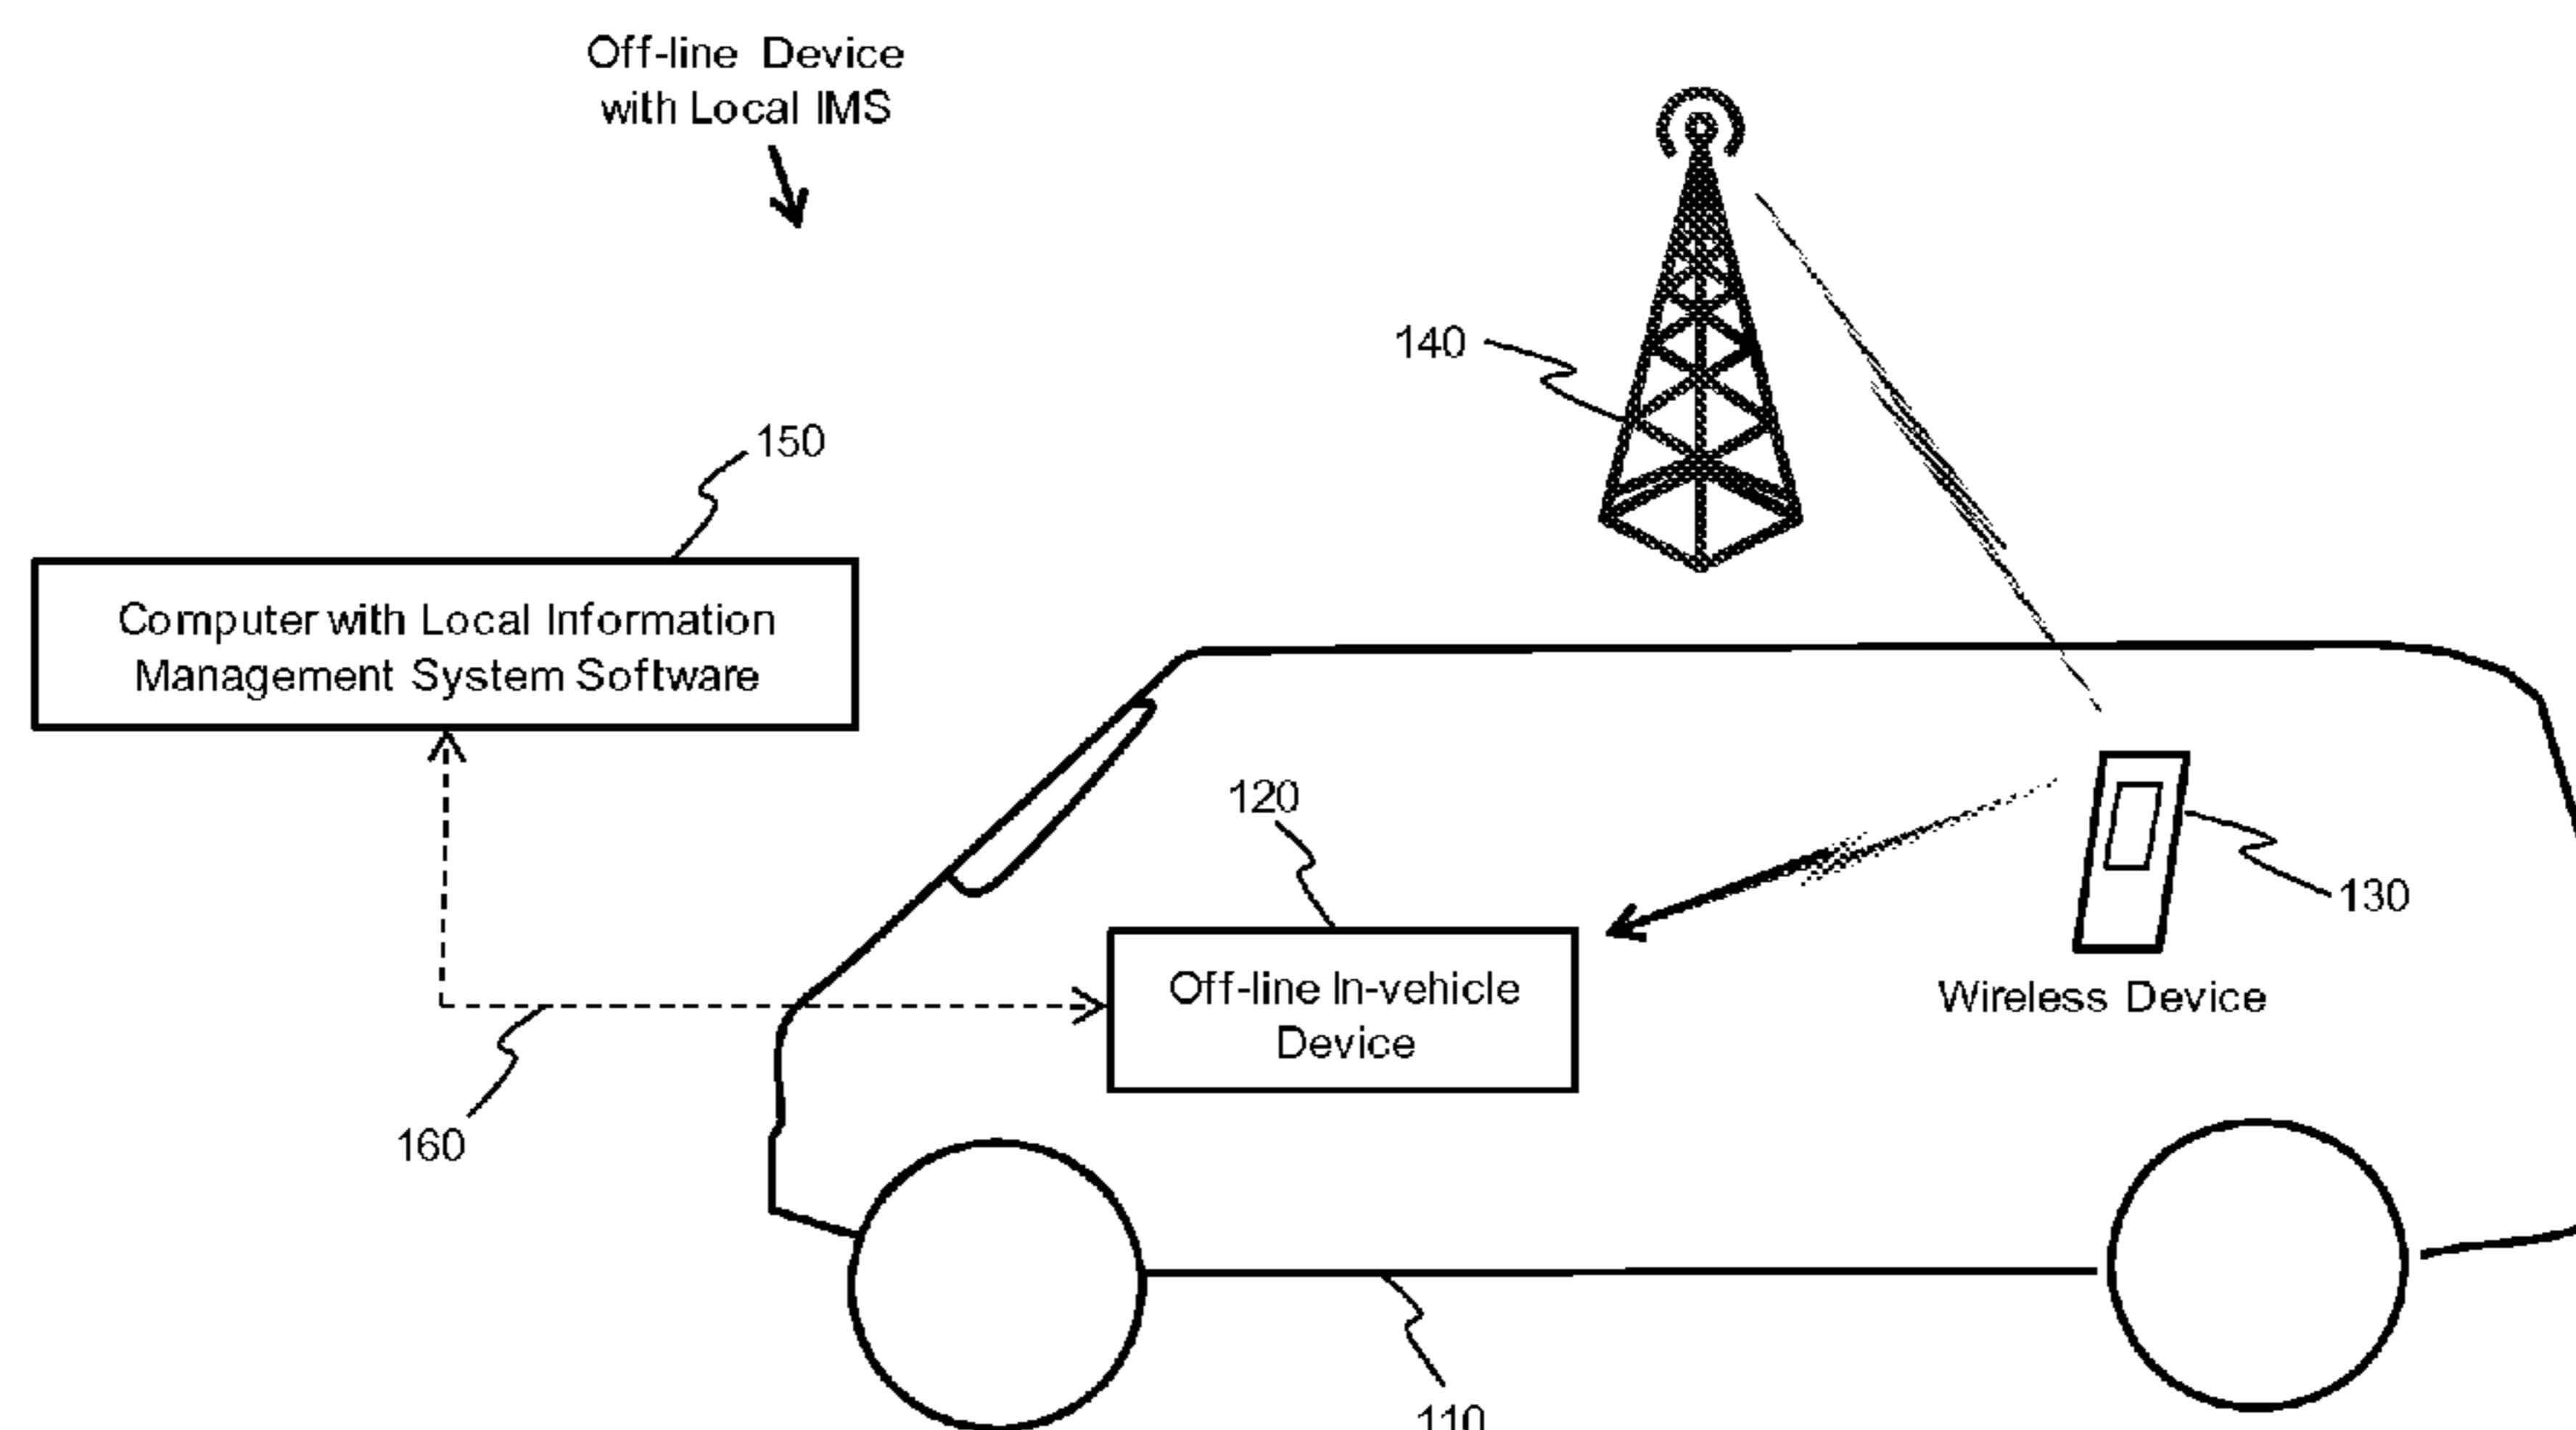 Off-line Device
with Local IMS
140
150
Computer with Local Information
Management System Software
120
130
Off-line In-vehicle
Device
Wireless Device
160
110